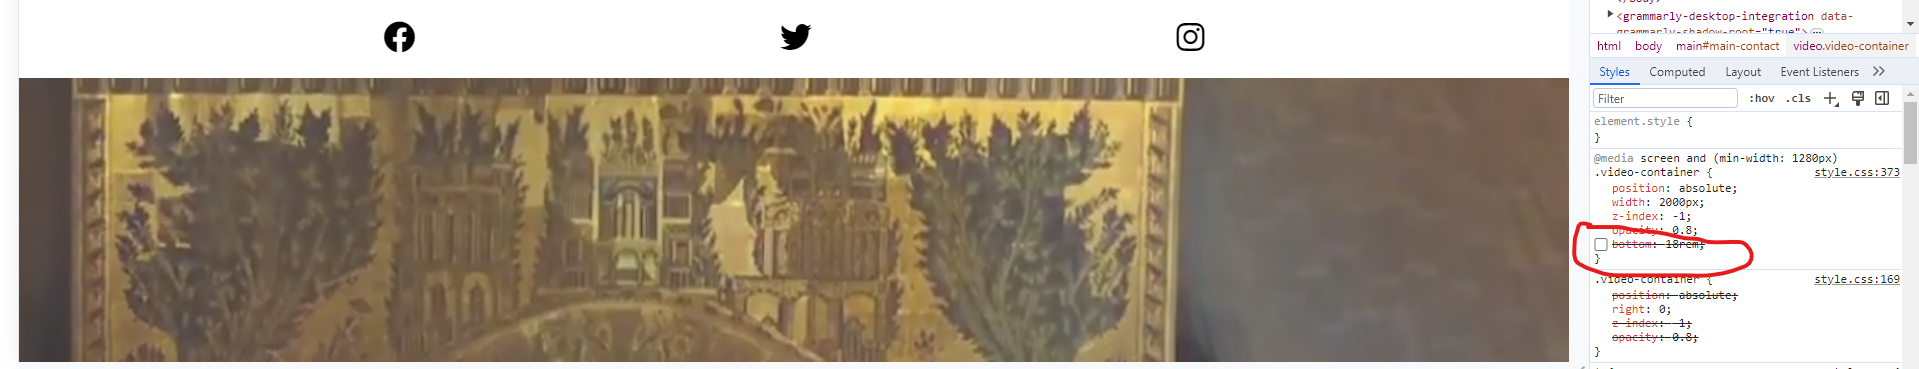 <grammarly-desktop-integration data-
grammarly-shadow-root="true">…
html body main#main-contact video.video-container
Styles Computed Layout Event Listeners
Filter :hov .cls
element.style {
}
@media screen and (min-width: 1280px)
.video-container { style.css:373
position: absolute;
width: 2000px;
z-index: -1;
opacity: 0.8;
bottom: 18rem;
}
.video-container { style.css:169
position: absolute;
right: 0;
z-index: -1;
opacity: 0.8;
}